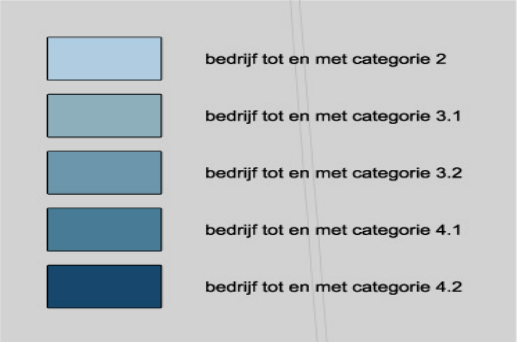 bedrijf tot en met categorie 2
bedrijf tot en met categorie 3.1
bedrijf tot en met categorie 3.2
bedrijf tot en met categorie 4.1
bedrijf tot en met categorie 4.2